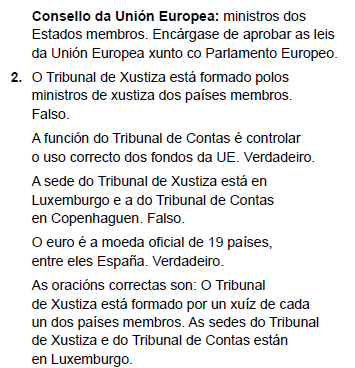 Consello da Unión Europea: ministros dos
Estados membros. Encárgase de aprobar as leis
da Unión Europea xunto co Parlamento Europeo.
2. O Tribunal de Xustiza está formado polos
ministros de xustiza dos países membros.
Falso.
A función do Tribunal de Contas é controlar
o uso correcto dos fondos da UE. Verdadeiro.
A sede do Tribunal de Xustiza está en
Luxemburgo e a do Tribunal de Contas
en Copenhaguen. Falso.
O euro é a moeda oficial de 19 países,
entre eles España. Verdadeiro.
As oracións correctas son: O Tribunal
de Xustiza está formado por un xuíz de cada
un dos países membros. As sedes do Tribunal
de Xustiza e do Tribunal de Contas están
en Luxemburgo.